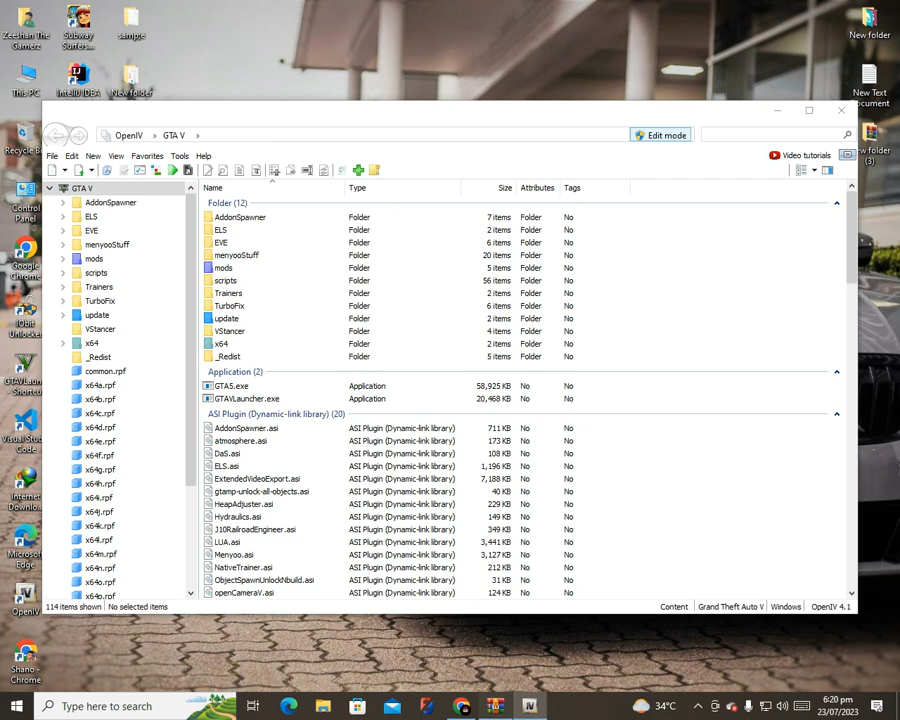 Zeeshan The Gamerz
Subway Surfers...
sample
New folder
This PC
IntelliJ IDEA
New folder
New Text Document
Recycle Bi
ew folder (3)
Control Panel
Google Chrome
IObit Unlocker
GTAVLaun - Shortcu
Visual Stud Code
Internet Downlo...
Microsoft Edge
OpenIV
Shano - Chrome
OpenIV › GTA V ›
Edit mode
File Edit New View Favorites Tools Help
Video tutorials
GTA V
AddonSpawner
ELS
EVE
menyooStuff
mods
scripts
Trainers
TurboFix
update
VStancer
x64
_Redist
common.rpf
x64a.rpf
x64b.rpf
x64c.rpf
x64d.rpf
x64e.rpf
x64f.rpf
x64g.rpf
x64h.rpf
x64i.rpf
x64j.rpf
x64k.rpf
x64l.rpf
x64m.rpf
x64n.rpf
x64o.rpf
Name Type Size Attributes Tags
Folder (12)
AddonSpawner Folder 7 items Folder No
ELS Folder 2 items Folder No
EVE Folder 6 items Folder No
menyooStuff Folder 20 items Folder No
mods Folder 5 items Folder No
scripts Folder 56 items Folder No
Trainers Folder 2 items Folder No
TurboFix Folder 6 items Folder No
update Folder 2 items Folder No
VStancer Folder 4 items Folder No
x64 Folder 2 items Folder No
_Redist Folder 5 items Folder No
Application (2)
GTA5.exe Application 58,925 KB No No
GTAVLauncher.exe Application 20,468 KB No No
ASI Plugin (Dynamic-link library) (20)
AddonSpawner.asi ASI Plugin (Dynamic-link library) 711 KB No No
atmosphere.asi ASI Plugin (Dynamic-link library) 173 KB No No
DaS.asi ASI Plugin (Dynamic-link library) 108 KB No No
ELS.asi ASI Plugin (Dynamic-link library) 1,196 KB No No
ExtendedVideoExport.asi ASI Plugin (Dynamic-link library) 7,188 KB No No
gtamp-unlock-all-objects.asi ASI Plugin (Dynamic-link library) 40 KB No No
HeapAdjuster.asi ASI Plugin (Dynamic-link library) 229 KB No No
Hydraulics.asi ASI Plugin (Dynamic-link library) 149 KB No No
J10RailroadEngineer.asi ASI Plugin (Dynamic-link library) 349 KB No No
LUA.asi ASI Plugin (Dynamic-link library) 3,441 KB No No
Menyoo.asi ASI Plugin (Dynamic-link library) 3,127 KB No No
NativeTrainer.asi ASI Plugin (Dynamic-link library) 212 KB No No
ObjectSpawnUnlockNbuild.asi ASI Plugin (Dynamic-link library) 31 KB No No
openCameraV.asi ASI Plugin (Dynamic-link library) 124 KB No No
114 items shown No selected items
Content Grand Theft Auto V Windows OpenIV 4.1
Type here to search
34°C
6:20 pm
23/07/2023